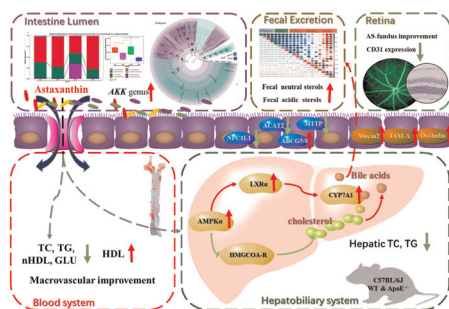 Intestine Lumen
Fecal Excretion
Retina
AS-fundus improvement
CD31 expression
Astaxanthin
AKK genus
Fecal neutral sterols
Fecal acidic sterols
NPC1L1
ACAT2
ABCG5/8
MTTP
Mucin2
JAM-A
Occludin
Bile acids
LXRα
CYP7A1
AMPKα
cholesterol
HMGCOA-R
Hepatic TC, TG
TC, TG,
nHDL, GLU
HDL
Macrovascular improvement
C57BL/6J
WT & ApoE-/-
Blood system
Hepatobiliary system